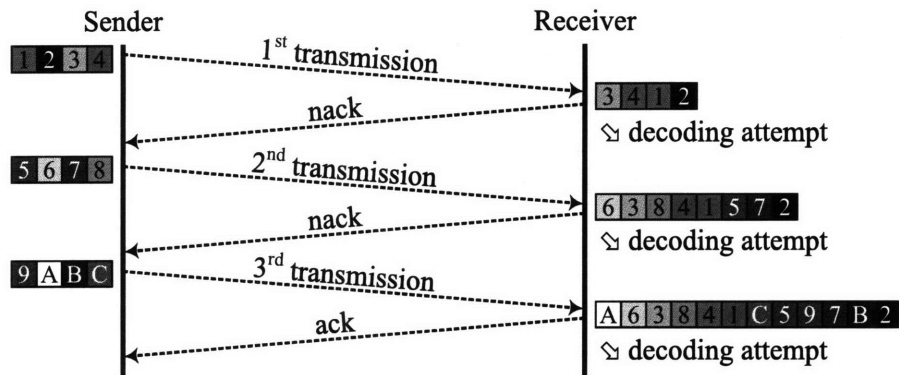 Sender Receiver
1 2 3 4
1st transmission
3 4 1 2
nack
decoding attempt
5 6 7 8
2nd transmission
6 3 8 4 1 5 7 2
nack
decoding attempt
9 A B C
3rd transmission
A 6 3 8 4 1 C 5 9 7 B 2
ack
decoding attempt